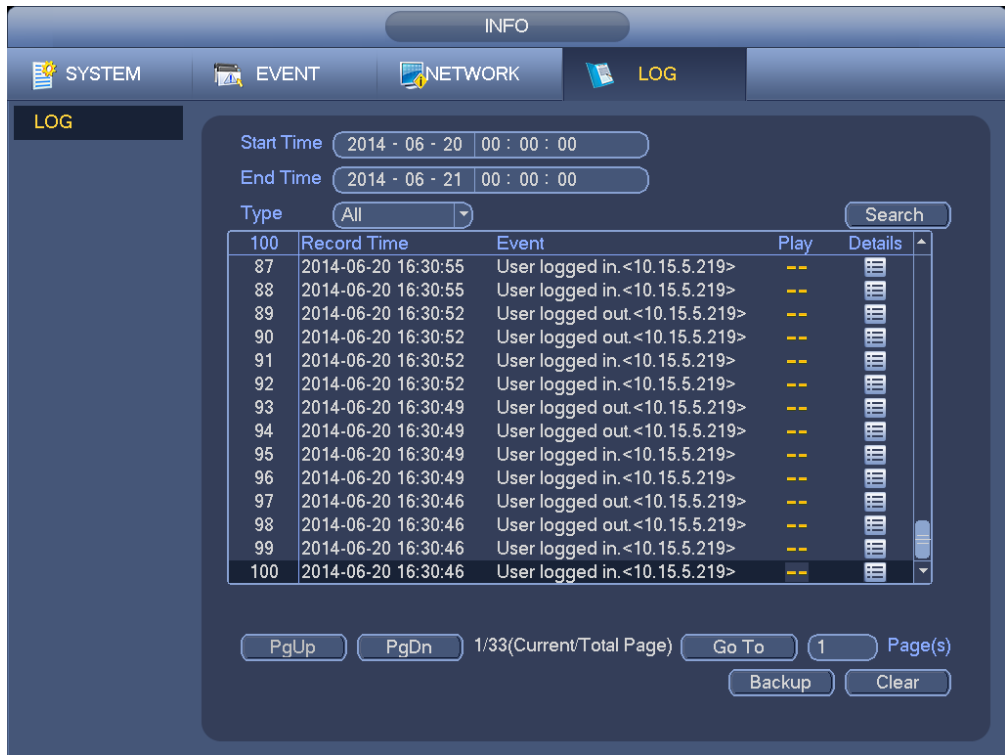 INFO
SYSTEM EVENT NETWORK LOG
LOG
Start Time 2014 - 06 - 20 00 : 00 : 00
End Time 2014 - 06 - 21 00 : 00 : 00
Type All Search
100 Record Time Event Play Details
87 2014-06-20 16:30:55 User logged in.<10.15.5.219> --
88 2014-06-20 16:30:55 User logged in.<10.15.5.219> --
89 2014-06-20 16:30:52 User logged out.<10.15.5.219> --
90 2014-06-20 16:30:52 User logged out.<10.15.5.219> --
91 2014-06-20 16:30:52 User logged in.<10.15.5.219> --
92 2014-06-20 16:30:52 User logged in.<10.15.5.219> --
93 2014-06-20 16:30:49 User logged out.<10.15.5.219> --
94 2014-06-20 16:30:49 User logged out.<10.15.5.219> --
95 2014-06-20 16:30:49 User logged in.<10.15.5.219> --
96 2014-06-20 16:30:49 User logged in.<10.15.5.219> --
97 2014-06-20 16:30:46 User logged out.<10.15.5.219> --
98 2014-06-20 16:30:46 User logged out.<10.15.5.219> --
99 2014-06-20 16:30:46 User logged in.<10.15.5.219> --
100 2014-06-20 16:30:46 User logged in.<10.15.5.219> --
PgUp PgDn 1/33(Current/Total Page) Go To 1 Page(s)
Backup Clear